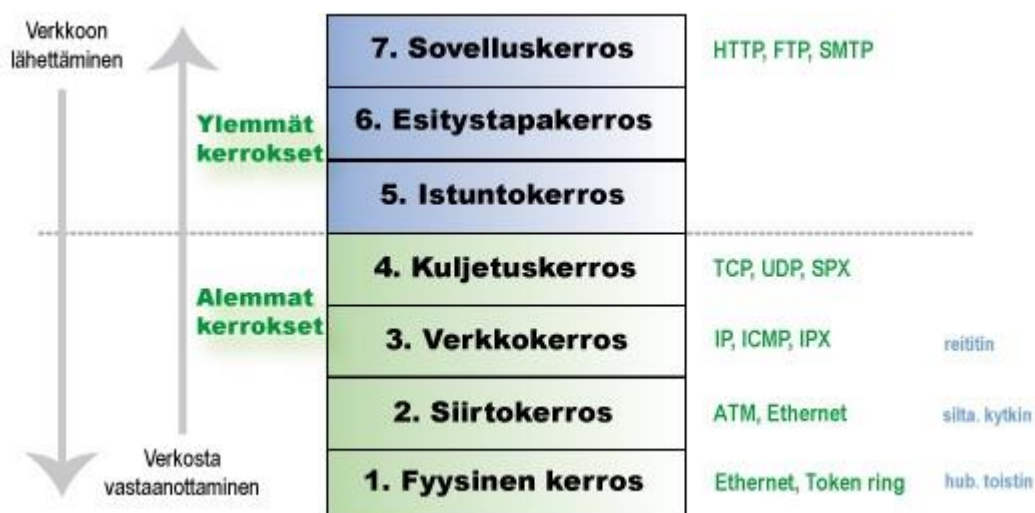 Verkkoon
lähettäminen
7. Sovelluskerros
HTTP, FTP, SMTP
Ylemmät
kerrokset
6. Esitystapakerros
5. Istuntokerros
4. Kuljetuskerros
TCP, UDP, SPX
Alemmat
kerrokset
3. Verkkokerros
IP, ICMP, IPX
reititin
2. Siirtokerros
ATM, Ethernet
silta. kytkin
Verkosta
vastaanottaminen
1. Fyysinen kerros
Ethernet, Token ring
hub. toistin